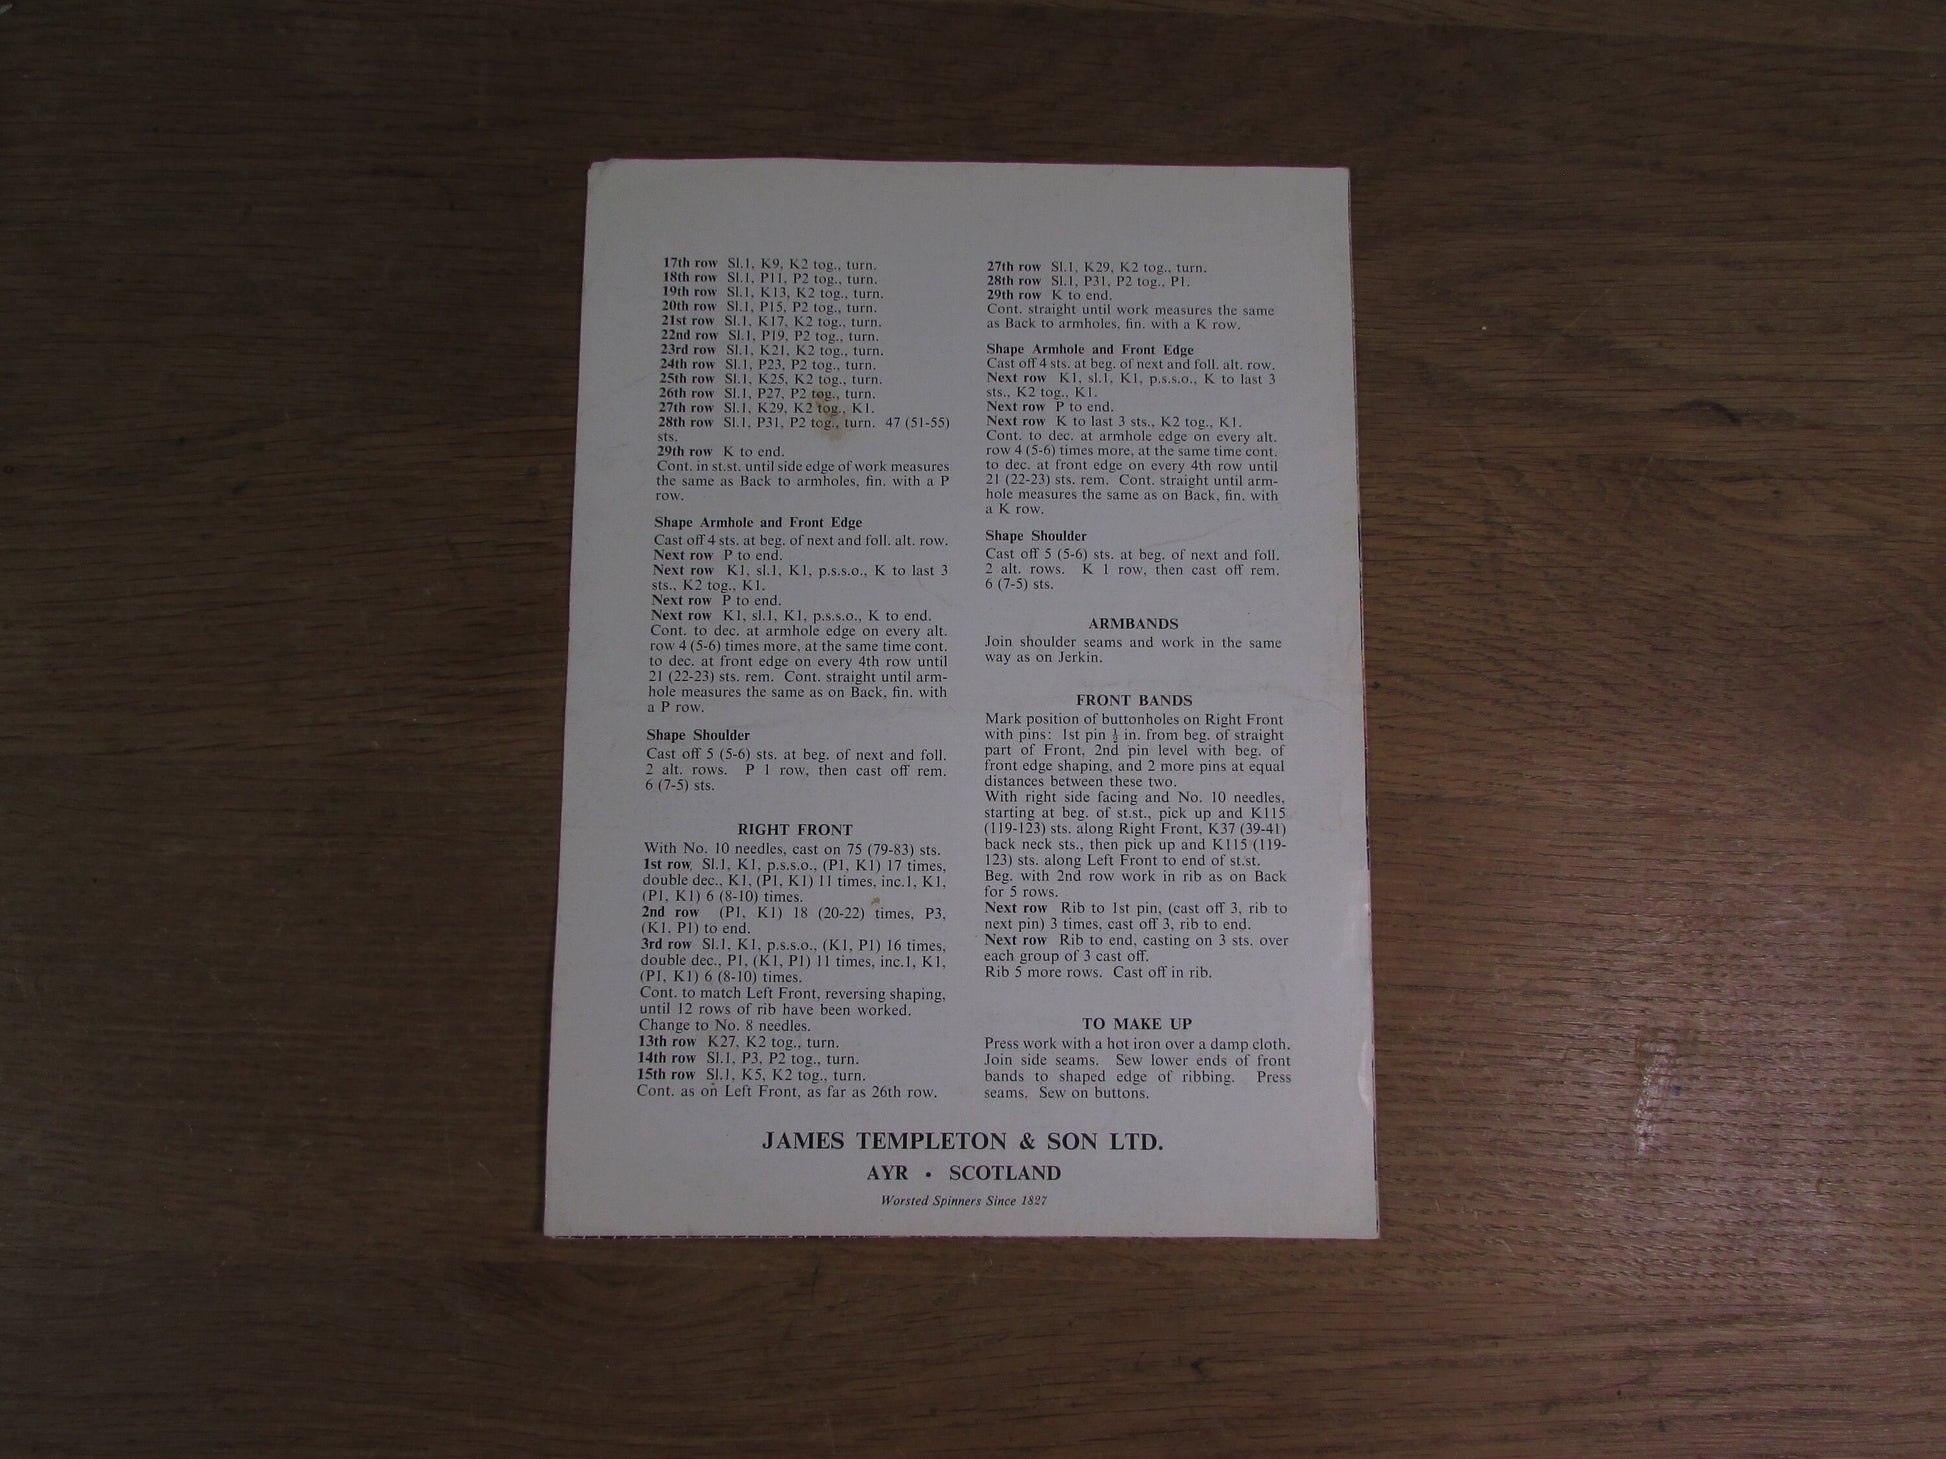 17th row Sl.1, K9, K2 tog., turn.
18th row Sl.1, P11, P2 tog., turn.
19th row Sl.1, K13, K2 tog., turn.
20th row Sl.1, P15, P2 tog., turn.
21st row Sl.1, K17, K2 tog., turn.
22nd row Sl.1, P19, P2 tog., turn.
23rd row Sl.1, K21, K2 tog., turn.
24th row Sl.1, P23, P2 tog., turn.
25th row Sl.1, K25, K2 tog., turn.
26th row Sl.1, P27, P2 tog., turn.
27th row Sl.1, K29, K2 tog., K1.
28th row Sl.1, P31, P2 tog., turn. 47 (51-55)
sts.
29th row K to end.
Cont. in st.st. until side edge of work measures
the same as Back to armholes, fin. with a P
row.
Shape Armhole and Front Edge
Cast off 4 sts. at beg. of next and foll. alt. row.
Next row P to end.
Next row K1, sl.1, K1, p.s.s.o., K to last 3
sts., K2 tog., K1.
Next row P to end.
Next row K1, sl.1, K1, p.s.s.o., K to end.
Cont. to dec. at armhole edge on every alt.
row 4 (5-6) times more, at the same time cont.
to dec. at front edge on every 4th row until
21 (22-23) sts. rem. Cont. straight until arm-
hole measures the same as on Back, fin. with
a P row.
Shape Shoulder
Cast off 5 (5-6) sts. at beg. of next and foll.
2 alt. rows. P 1 row, then cast off rem.
6 (7-5) sts.
RIGHT FRONT
With No. 10 needles, cast on 75 (79-83) sts.
1st row, Sl.1, K1, p.s.s.o., (P1, K1) 17 times,
double dec., K1, (P1, K1) 11 times, inc.1, K1,
(P1, K1) 6 (8-10) times.
2nd row (P1, K1) 18 (20-22) times, P3,
(K1, P1) to end.
3rd row Sl.1, K1, p.s.s.o., (K1, P1) 16 times,
double dec., P1, (K1, P1) 11 times, inc.1, K1,
(P1, K1) 6 (8-10) times.
Cont. to match Left Front, reversing shaping,
until 12 rows of rib have been worked.
Change to No. 8 needles.
13th row K27, K2 tog., turn.
14th row Sl.1, P3, P2 tog., turn.
15th row Sl.1, K5, K2 tog., turn.
Cont. as on Left Front, as far as 26th row.
27th row Sl.1, K29, K2 tog., turn.
28th row Sl.1, P31, P2 tog., P1.
29th row K to end.
Cont. straight until work measures the same
as Back to armholes, fin. with a K row.
Shape Armhole and Front Edge
Cast off 4 sts. at beg. of next and foll. alt. row.
Next row K1, sl.1, K1, p.s.s.o., K to last 3
sts., K2 tog., K1.
Next row P to end.
Next row K to last 3 sts., K2 tog., K1.
Cont. to dec. at armhole edge on every alt.
row 4 (5-6) times more, at the same time cont.
to dec. at front edge on every 4th row until
21 (22-23) sts. rem. Cont. straight until arm-
hole measures the same as on Back, fin. with
a K row.
Shape Shoulder
Cast off 5 (5-6) sts. at beg. of next and foll.
2 alt. rows. K 1 row, then cast off rem.
6 (7-5) sts.
ARMBANDS
Join shoulder seams and work in the same
way as on Jerkin.
FRONT BANDS
Mark position of buttonholes on Right Front
with pins: 1st pin ½ in. from beg. of straight
part of Front, 2nd pin level with beg. of
front edge shaping, and 2 more pins at equal
distances between these two.
With right side facing and No. 10 needles,
starting at beg. of st.st., pick up and K115
(119-123) sts. along Right Front, K37 (39-41)
back neck sts., then pick up and K115 (119-
123) sts. along Left Front to end of st.st.
Beg. with 2nd row work in rib as on Back
for 5 rows.
Next row Rib to 1st pin, (cast off 3, rib to
next pin) 3 times, cast off 3, rib to end.
Next row Rib to end, casting on 3 sts. over
each group of 3 cast off.
Rib 5 more rows. Cast off in rib.
TO MAKE UP
Press work with a hot iron over a damp cloth.
Join side seams. Sew lower ends of front
bands to shaped edge of ribbing. Press
seams. Sew on buttons.
JAMES TEMPLETON & SON LTD.
AYR • SCOTLAND
Worsted Spinners Since 1827